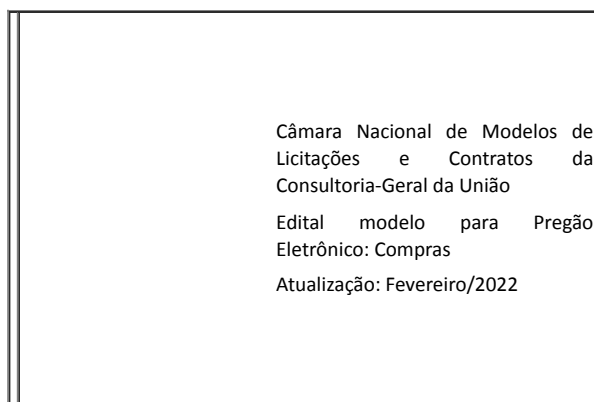 Câmara Nacional de Modelos de
Licitações e Contratos da
Consultoria-Geral da União
Edital modelo para Pregão
Eletrônico: Compras
Atualização: Fevereiro/2022